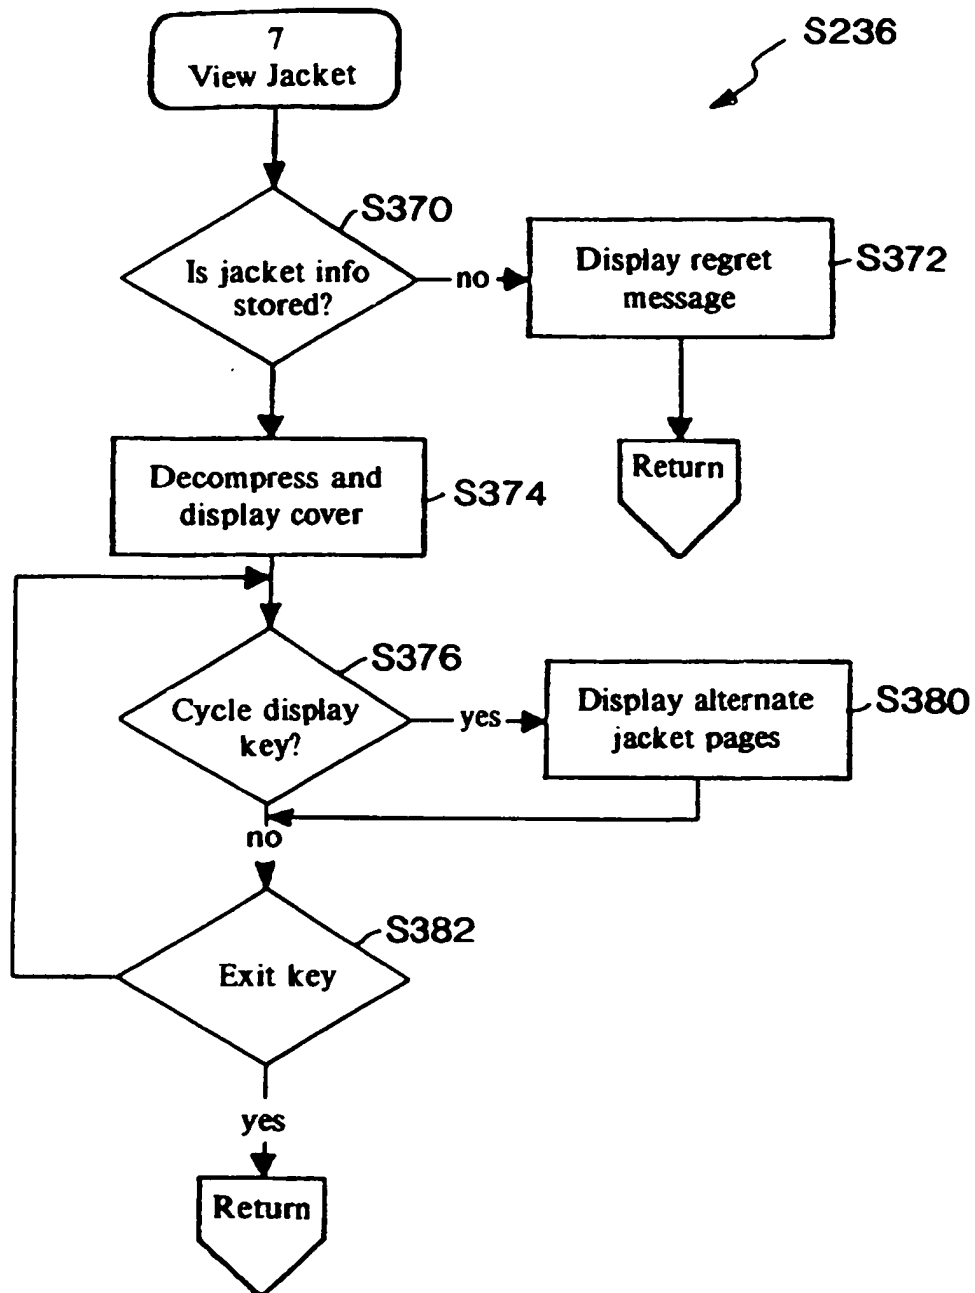 7
View Jacket
S236
S370
Is jacket info
stored?
no
Display regret
message
S372
Return
Decompress and
display cover
S374
S376
Cycle display
key?
yes
Display alternate
jacket pages
S380
no
S382
Exit key
yes
Return